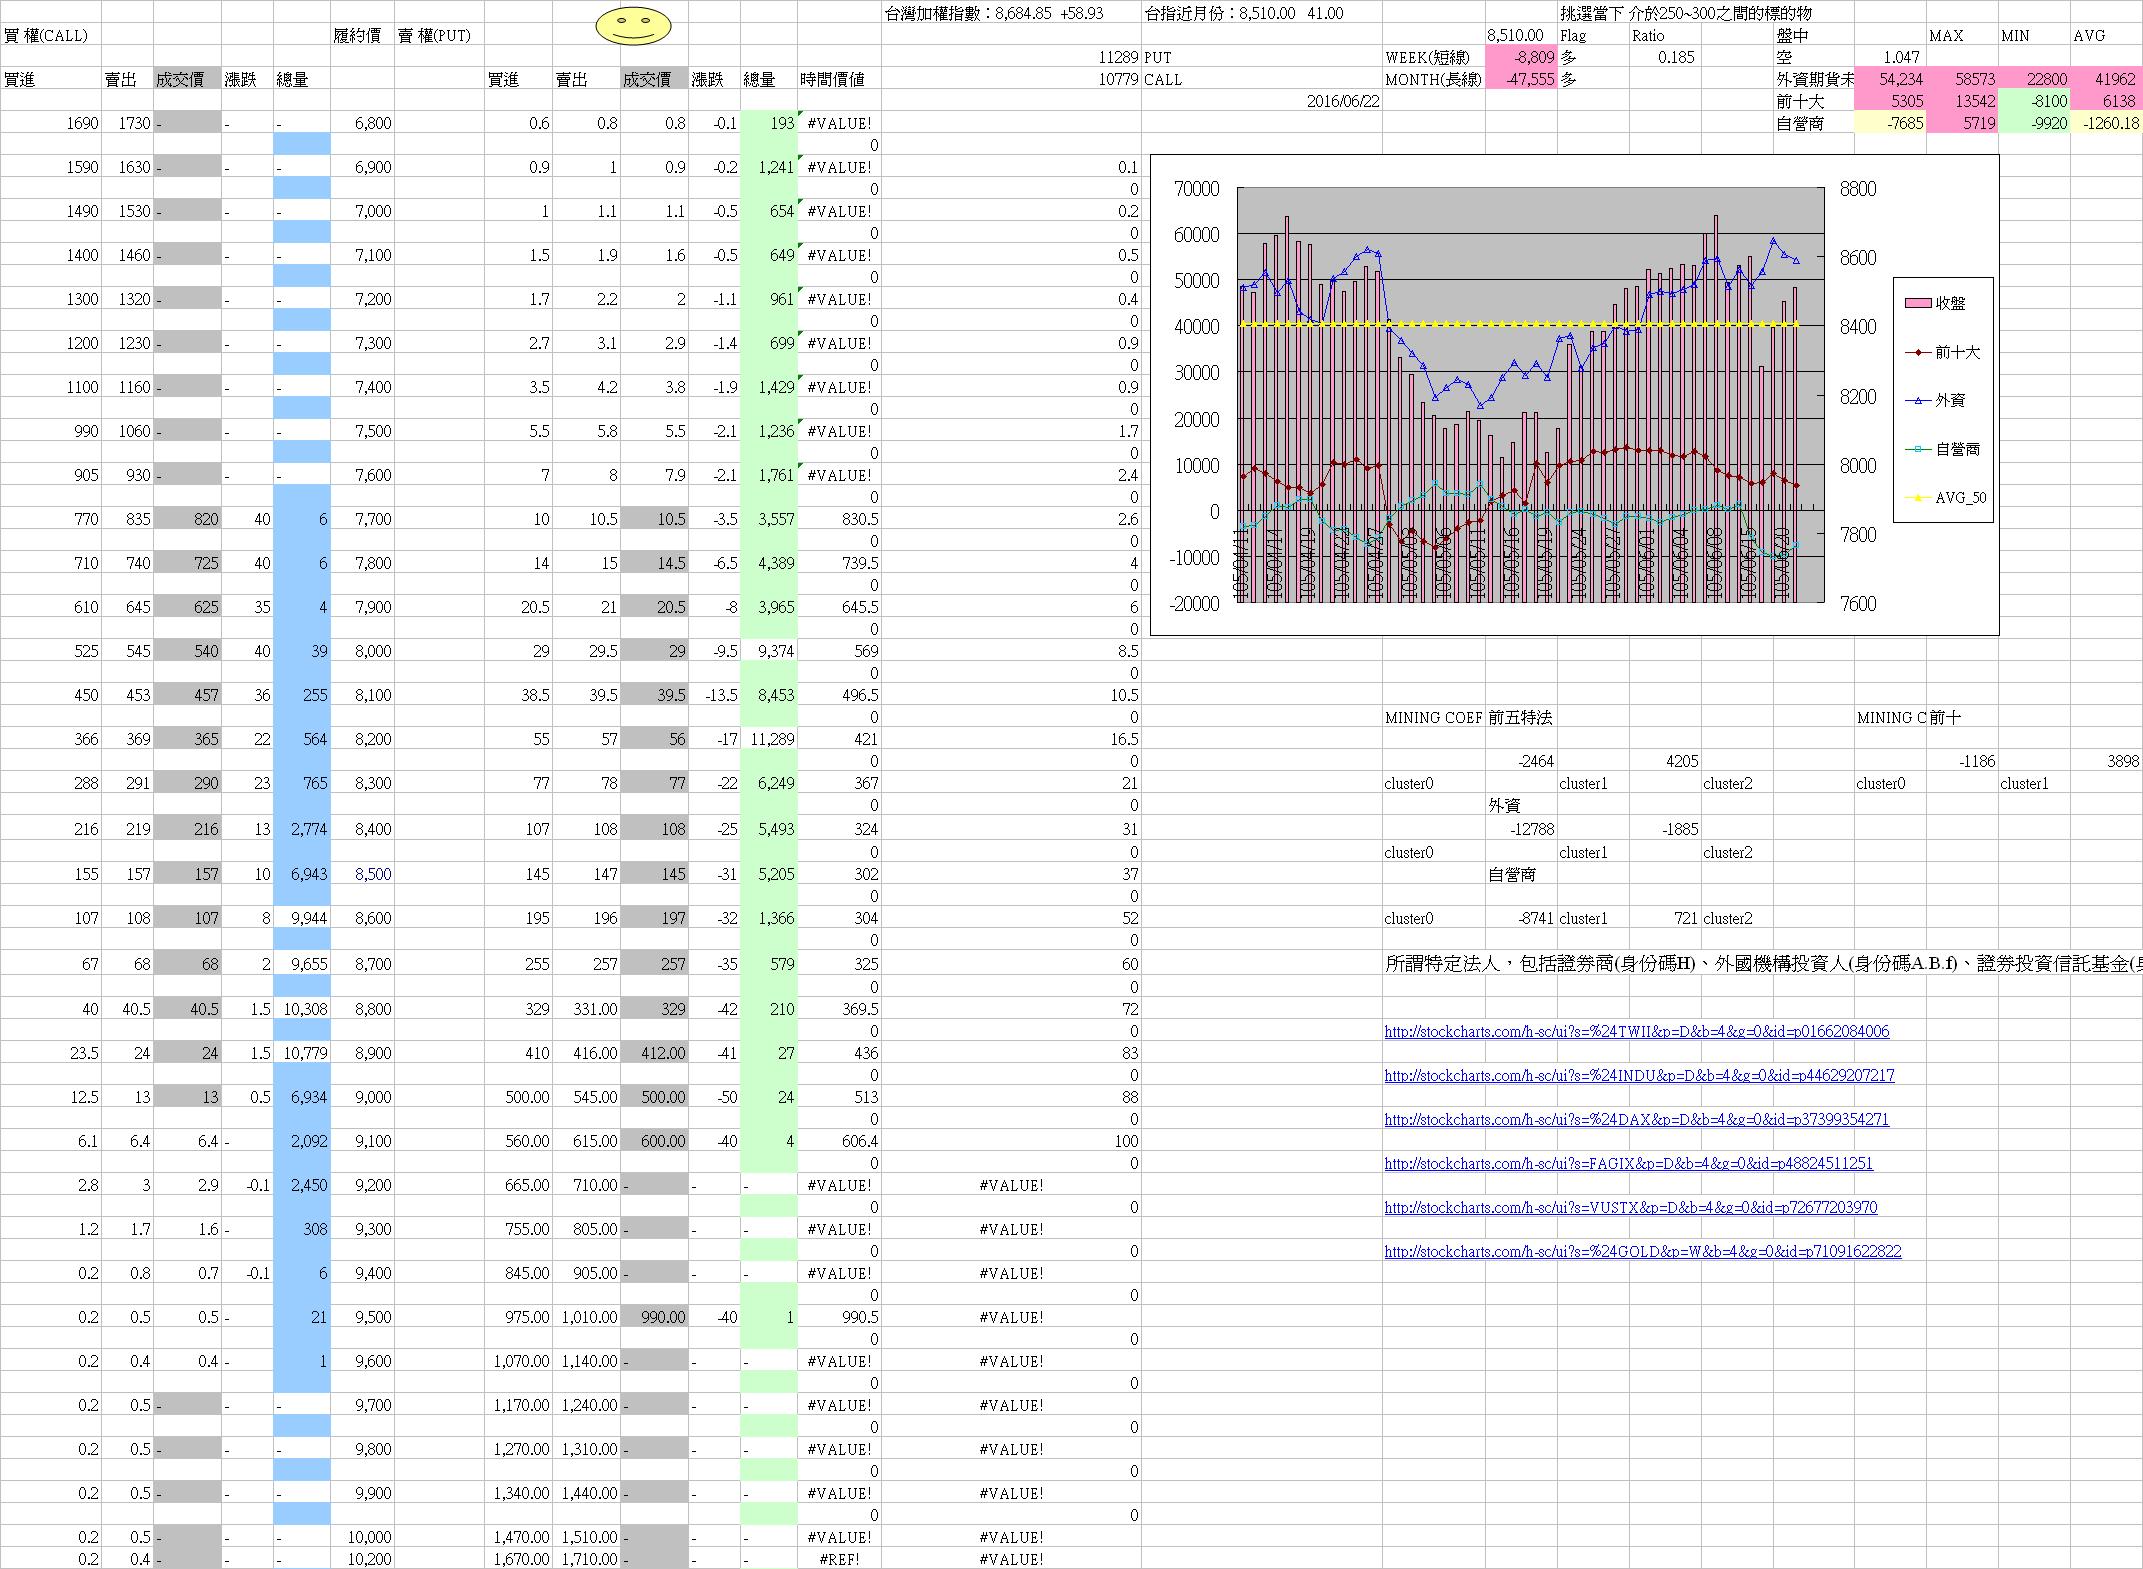 台灣加權指數：8,684.85 +58.93 台指近月份：8,510.00 41.00 挑選當下 介於250~300之間的標的物
買 權(CALL) 履約價 賣 權(PUT) 8,510.00 Flag Ratio 盤中 MAX MIN AVG
11289 PUT WEEK(短線) -8,809 多 0.185 空 1.047
買進 賣出 成交價 漲跌 總量 買進 賣出 成交價 漲跌 總量 時間價值 10779 CALL MONTH(長線) -47,555 多 外資期貨未 54,234 58573 22800 41962
2016/06/22 前十大 5305 13542 -8100 6138
1690 1730 - - - 6,800 0.6 0.8 0.8 -0.1 193 #VALUE! 自營商 -7685 5719 -9920 -1260.18
0
1590 1630 - - - 6,900 0.9 1 0.9 -0.2 1,241 #VALUE! 0.1
0 0
1490 1530 - - - 7,000 1 1.1 1.1 -0.5 654 #VALUE! 0.2
0 0
1400 1460 - - - 7,100 1.5 1.9 1.6 -0.5 649 #VALUE! 0.5
0 0
1300 1320 - - - 7,200 1.7 2.2 2 -1.1 961 #VALUE! 0.4
0 0
1200 1230 - - - 7,300 2.7 3.1 2.9 -1.4 699 #VALUE! 0.9
0 0
1100 1160 - - - 7,400 3.5 4.2 3.8 -1.9 1,429 #VALUE! 0.9
0 0
990 1060 - - - 7,500 5.5 5.8 5.5 -2.1 1,236 #VALUE! 1.7
0 0
905 930 - - - 7,600 7 8 7.9 -2.1 1,761 #VALUE! 2.4
0 0
770 835 820 40 6 7,700 10 10.5 10.5 -3.5 3,557 830.5 2.6
0 0
710 740 725 40 6 7,800 14 15 14.5 -6.5 4,389 739.5 4
0 0
610 645 625 35 4 7,900 20.5 21 20.5 -8 3,965 645.5 6
0 0
525 545 540 40 39 8,000 29 29.5 29 -9.5 9,374 569 8.5
0 0
450 453 457 36 255 8,100 38.5 39.5 39.5 -13.5 8,453 496.5 10.5
0 0 MINING COEF 前五特法 MINING C 前十
366 369 365 22 564 8,200 55 57 56 -17 11,289 421 16.5
0 0 -2464 4205 -1186 3898
288 291 290 23 765 8,300 77 78 77 -22 6,249 367 21 cluster0 cluster1 cluster2 cluster0 cluster1
0 0 外資
216 219 216 13 2,774 8,400 107 108 108 -25 5,493 324 31 -12788 -1885
0 0 cluster0 cluster1 cluster2
155 157 157 10 6,943 8,500 145 147 145 -31 5,205 302 37 自營商
0 0
107 108 107 8 9,944 8,600 195 196 197 -32 1,366 304 52 cluster0 -8741 cluster1 721 cluster2
0 0
67 68 68 2 9,655 8,700 255 257 257 -35 579 325 60 所謂特定法人，包括證券商(身份碼H)、外國機構投資人(身份碼A.B.f)、證券投資信託基金(
0 0
40 40.5 40.5 1.5 10,308 8,800 329 331.00 329 -42 210 369.5 72
0 0 http://stockcharts.com/h-sc/ui?s=%24TWII&p=D&b=4&g=0&id=p01662084006
23.5 24 24 1.5 10,779 8,900 410 416.00 412.00 -41 27 436 83
0 0 http://stockcharts.com/h-sc/ui?s=%24INDU&p=D&b=4&g=0&id=p44629207217
12.5 13 13 0.5 6,934 9,000 500.00 545.00 500.00 -50 24 513 88
0 0 http://stockcharts.com/h-sc/ui?s=%24DAX&p=D&b=4&g=0&id=p37399354271
6.1 6.4 6.4 - 2,092 9,100 560.00 615.00 600.00 -40 4 606.4 100
0 0 http://stockcharts.com/h-sc/ui?s=FAGIX&p=D&b=4&g=0&id=p48824511251
2.8 3 2.9 -0.1 2,450 9,200 665.00 710.00 - - - #VALUE! #VALUE!
0 0 http://stockcharts.com/h-sc/ui?s=VUSTX&p=D&b=4&g=0&id=p72677203970
1.2 1.7 1.6 - 308 9,300 755.00 805.00 - - - #VALUE! #VALUE!
0 0 http://stockcharts.com/h-sc/ui?s=%24GOLD&p=W&b=4&g=0&id=p71091622822
0.2 0.8 0.7 -0.1 6 9,400 845.00 905.00 - - - #VALUE! #VALUE!
0 0
0.2 0.5 0.5 - 21 9,500 975.00 1,010.00 990.00 -40 1 990.5 #VALUE!
0 0
0.2 0.4 0.4 - 1 9,600 1,070.00 1,140.00 - - - #VALUE! #VALUE!
0 0
0.2 0.5 - - - 9,700 1,170.00 1,240.00 - - - #VALUE! #VALUE!
0 0
0.2 0.5 - - - 9,800 1,270.00 1,310.00 - - - #VALUE! #VALUE!
0 0
0.2 0.5 - - - 9,900 1,340.00 1,440.00 - - - #VALUE! #VALUE!
0 0
0.2 0.5 - - - 10,000 1,470.00 1,510.00 - - - #VALUE! #VALUE!
0.2 0.4 - - - 10,200 1,670.00 1,710.00 - - - #REF! #VALUE!
70000 8800
60000
8600
50000
收盤
40000 8400
前十大
30000
8200
外資
20000
自營商
10000 8000
AVG_50
0
7800
-10000
-20000 7600
105/04/11 105/04/14 105/04/19 105/04/27 105/05/11 105/05/16 105/05/19 105/05/24 105/05/27 105/06/01 105/06/04 105/06/08 105/06/15 105/06/20